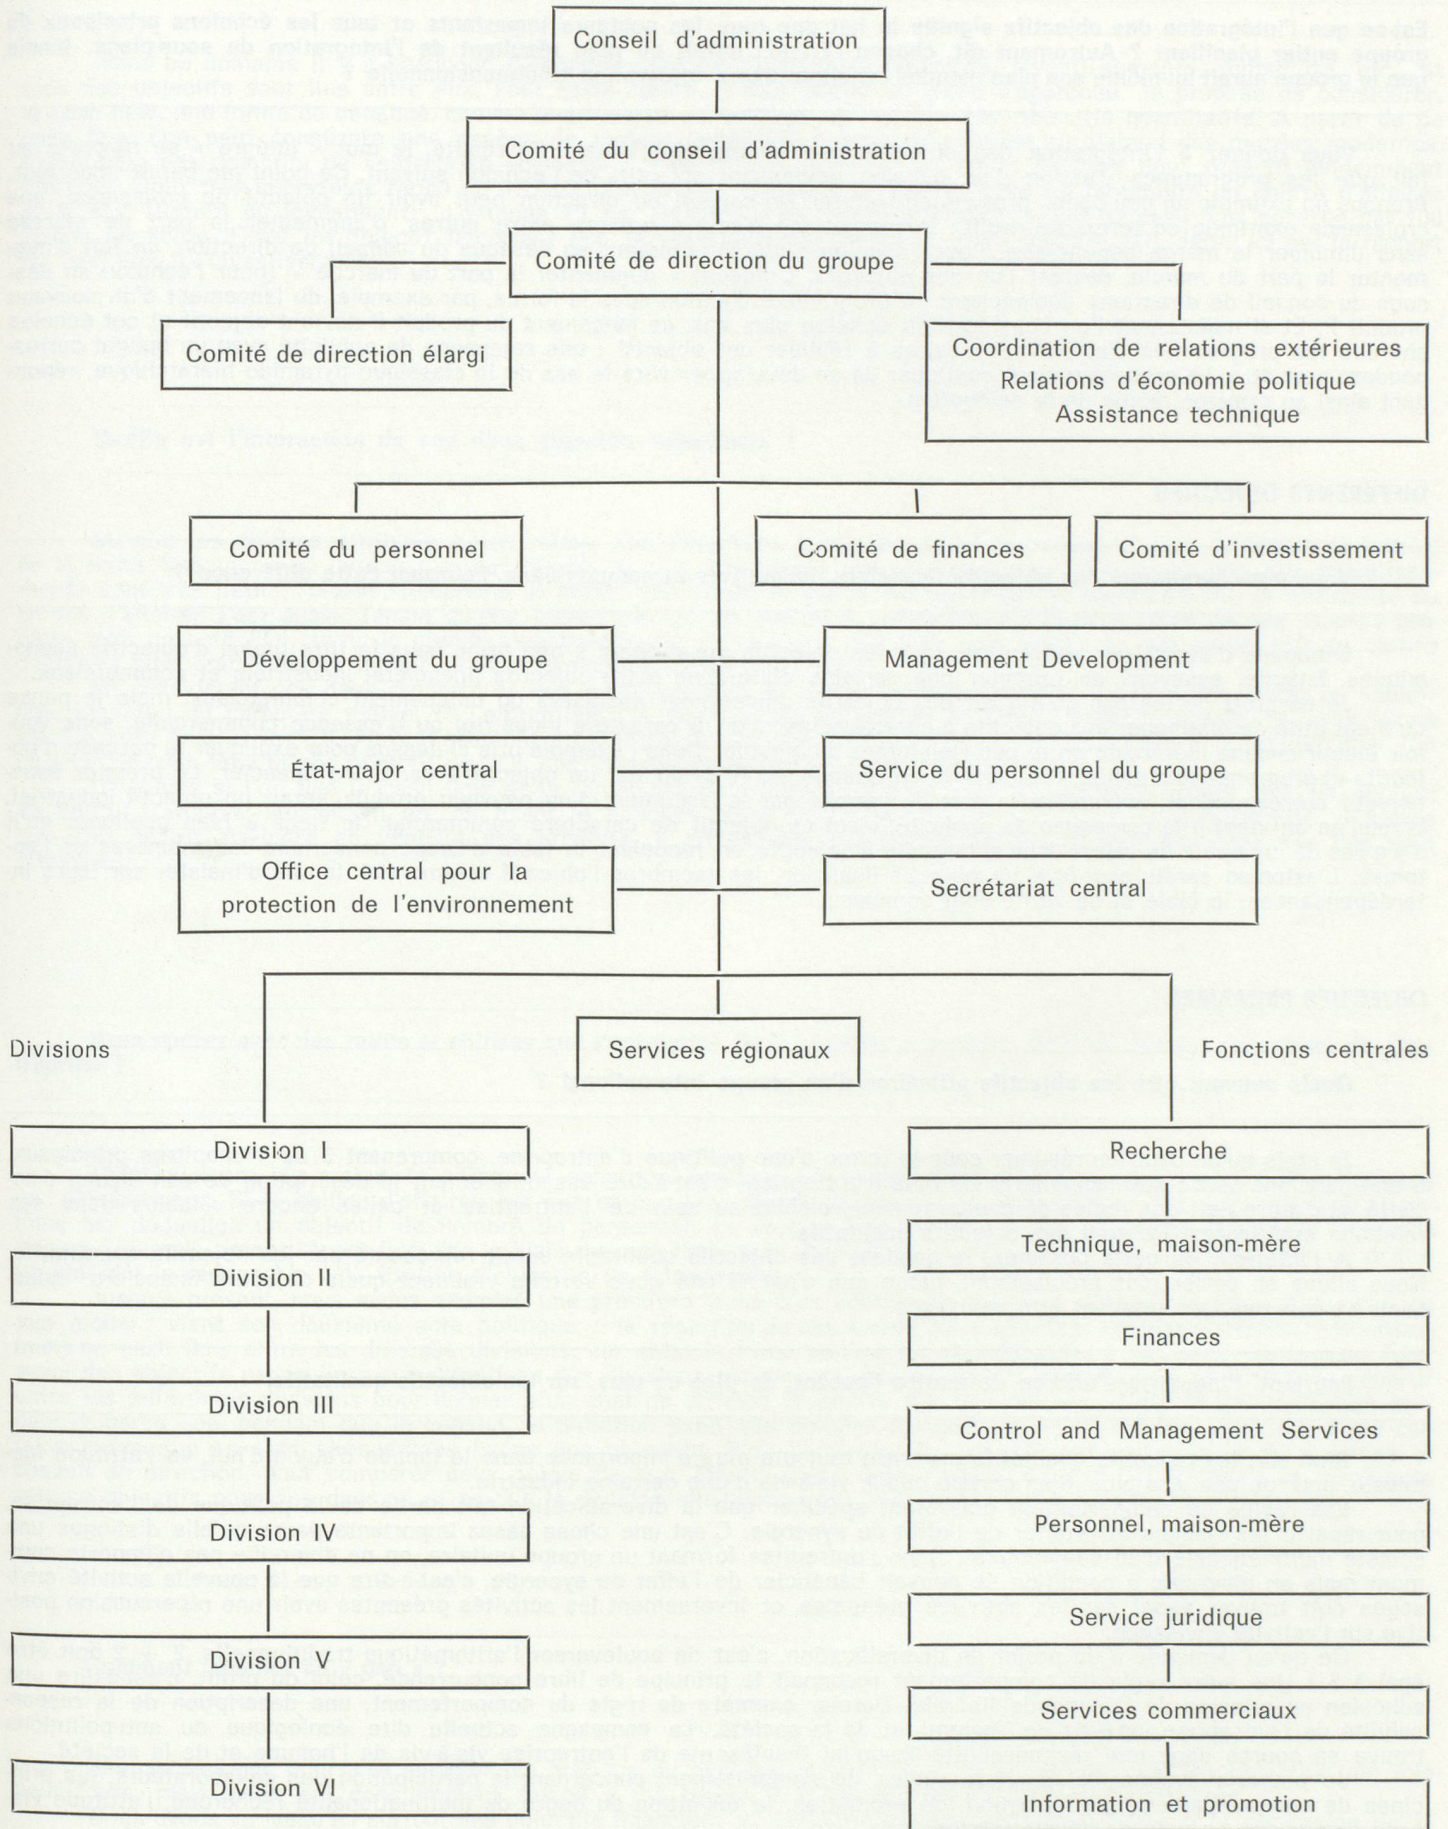 Conseil d'administration
Comité du conseil d'administration
Comité de direction du groupe
Comité de direction élargi
Coordination de relations extérieures
Relations d'économie politique
Assistance technique
Comité du personnel
Comité de finances
Comité d'investissement
Développement du groupe
Management Development
État-major central
Service du personnel du groupe
Office central pour la
protection de l'environnement
Secrétariat central
Divisions
Services régionaux
Fonctions centrales
Division I
Division II
Division III
Division IV
Division V
Division VI
Recherche
Technique, maison-mère
Finances
Control and Management Services
Personnel, maison-mère
Service juridique
Services commerciaux
Information et promotion